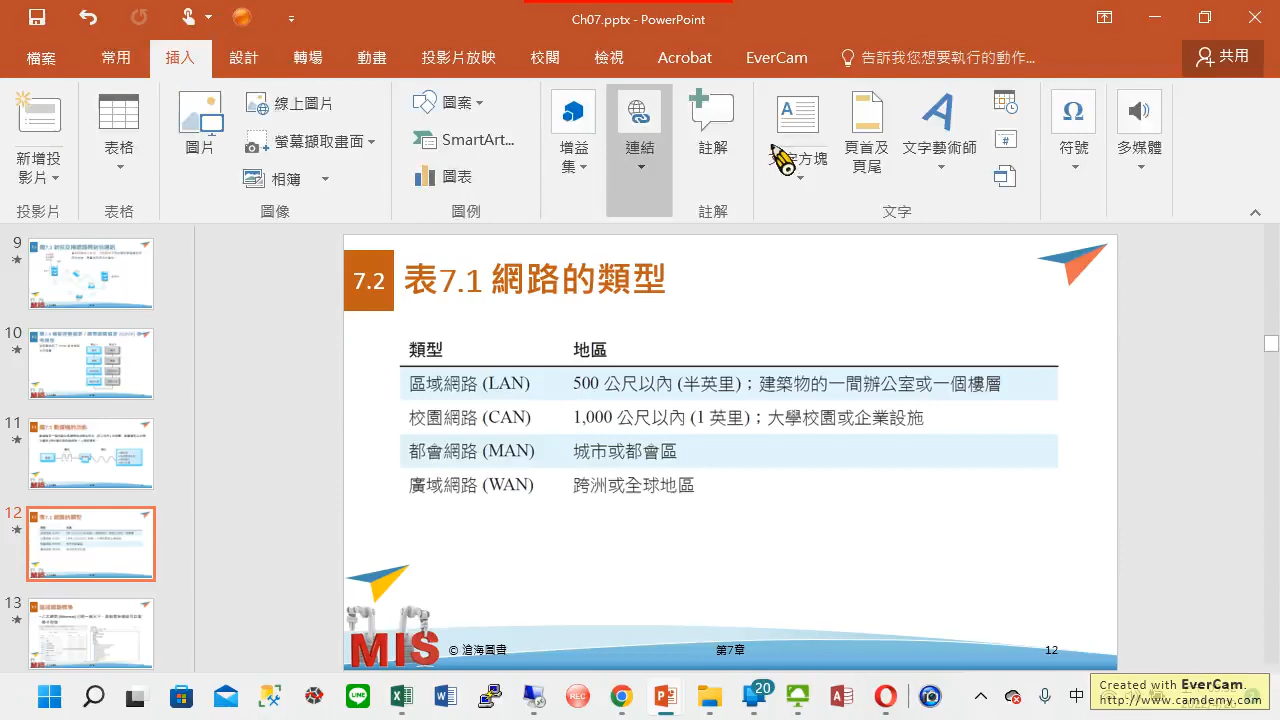 Ch07.pptx - PowerPoint
檔案 常用 插入 設計 轉場 動畫 投影片放映 校閱 檢視 Acrobat EverCam 告訴我您想要執行的動作... 共用
新增投影片
表格
圖片
線上圖片
螢幕擷取畫面
相簿
圖案
SmartArt...
圖表
增益集
連結
註解
文字方塊
頁首及頁尾
文字藝術師
符號
多媒體
投影片 表格 圖像 圖例 註解 文字
9
10
11
12
13
7.2 表7.1 網路的類型
類型 地區
區域網路 (LAN) 500 公尺以內 (半英里)；建築物的一間辦公室或一個樓層
校園網路 (CAN) 1,000 公尺以內 (1 英里)；大學校園或企業設施
都會網路 (MAN) 城市或都會區
廣域網路 (WAN) 跨洲或全球地區
MIS
第7章
12
LINE
REC
20
中
Created with EverCam.
http://www.camdemy.com